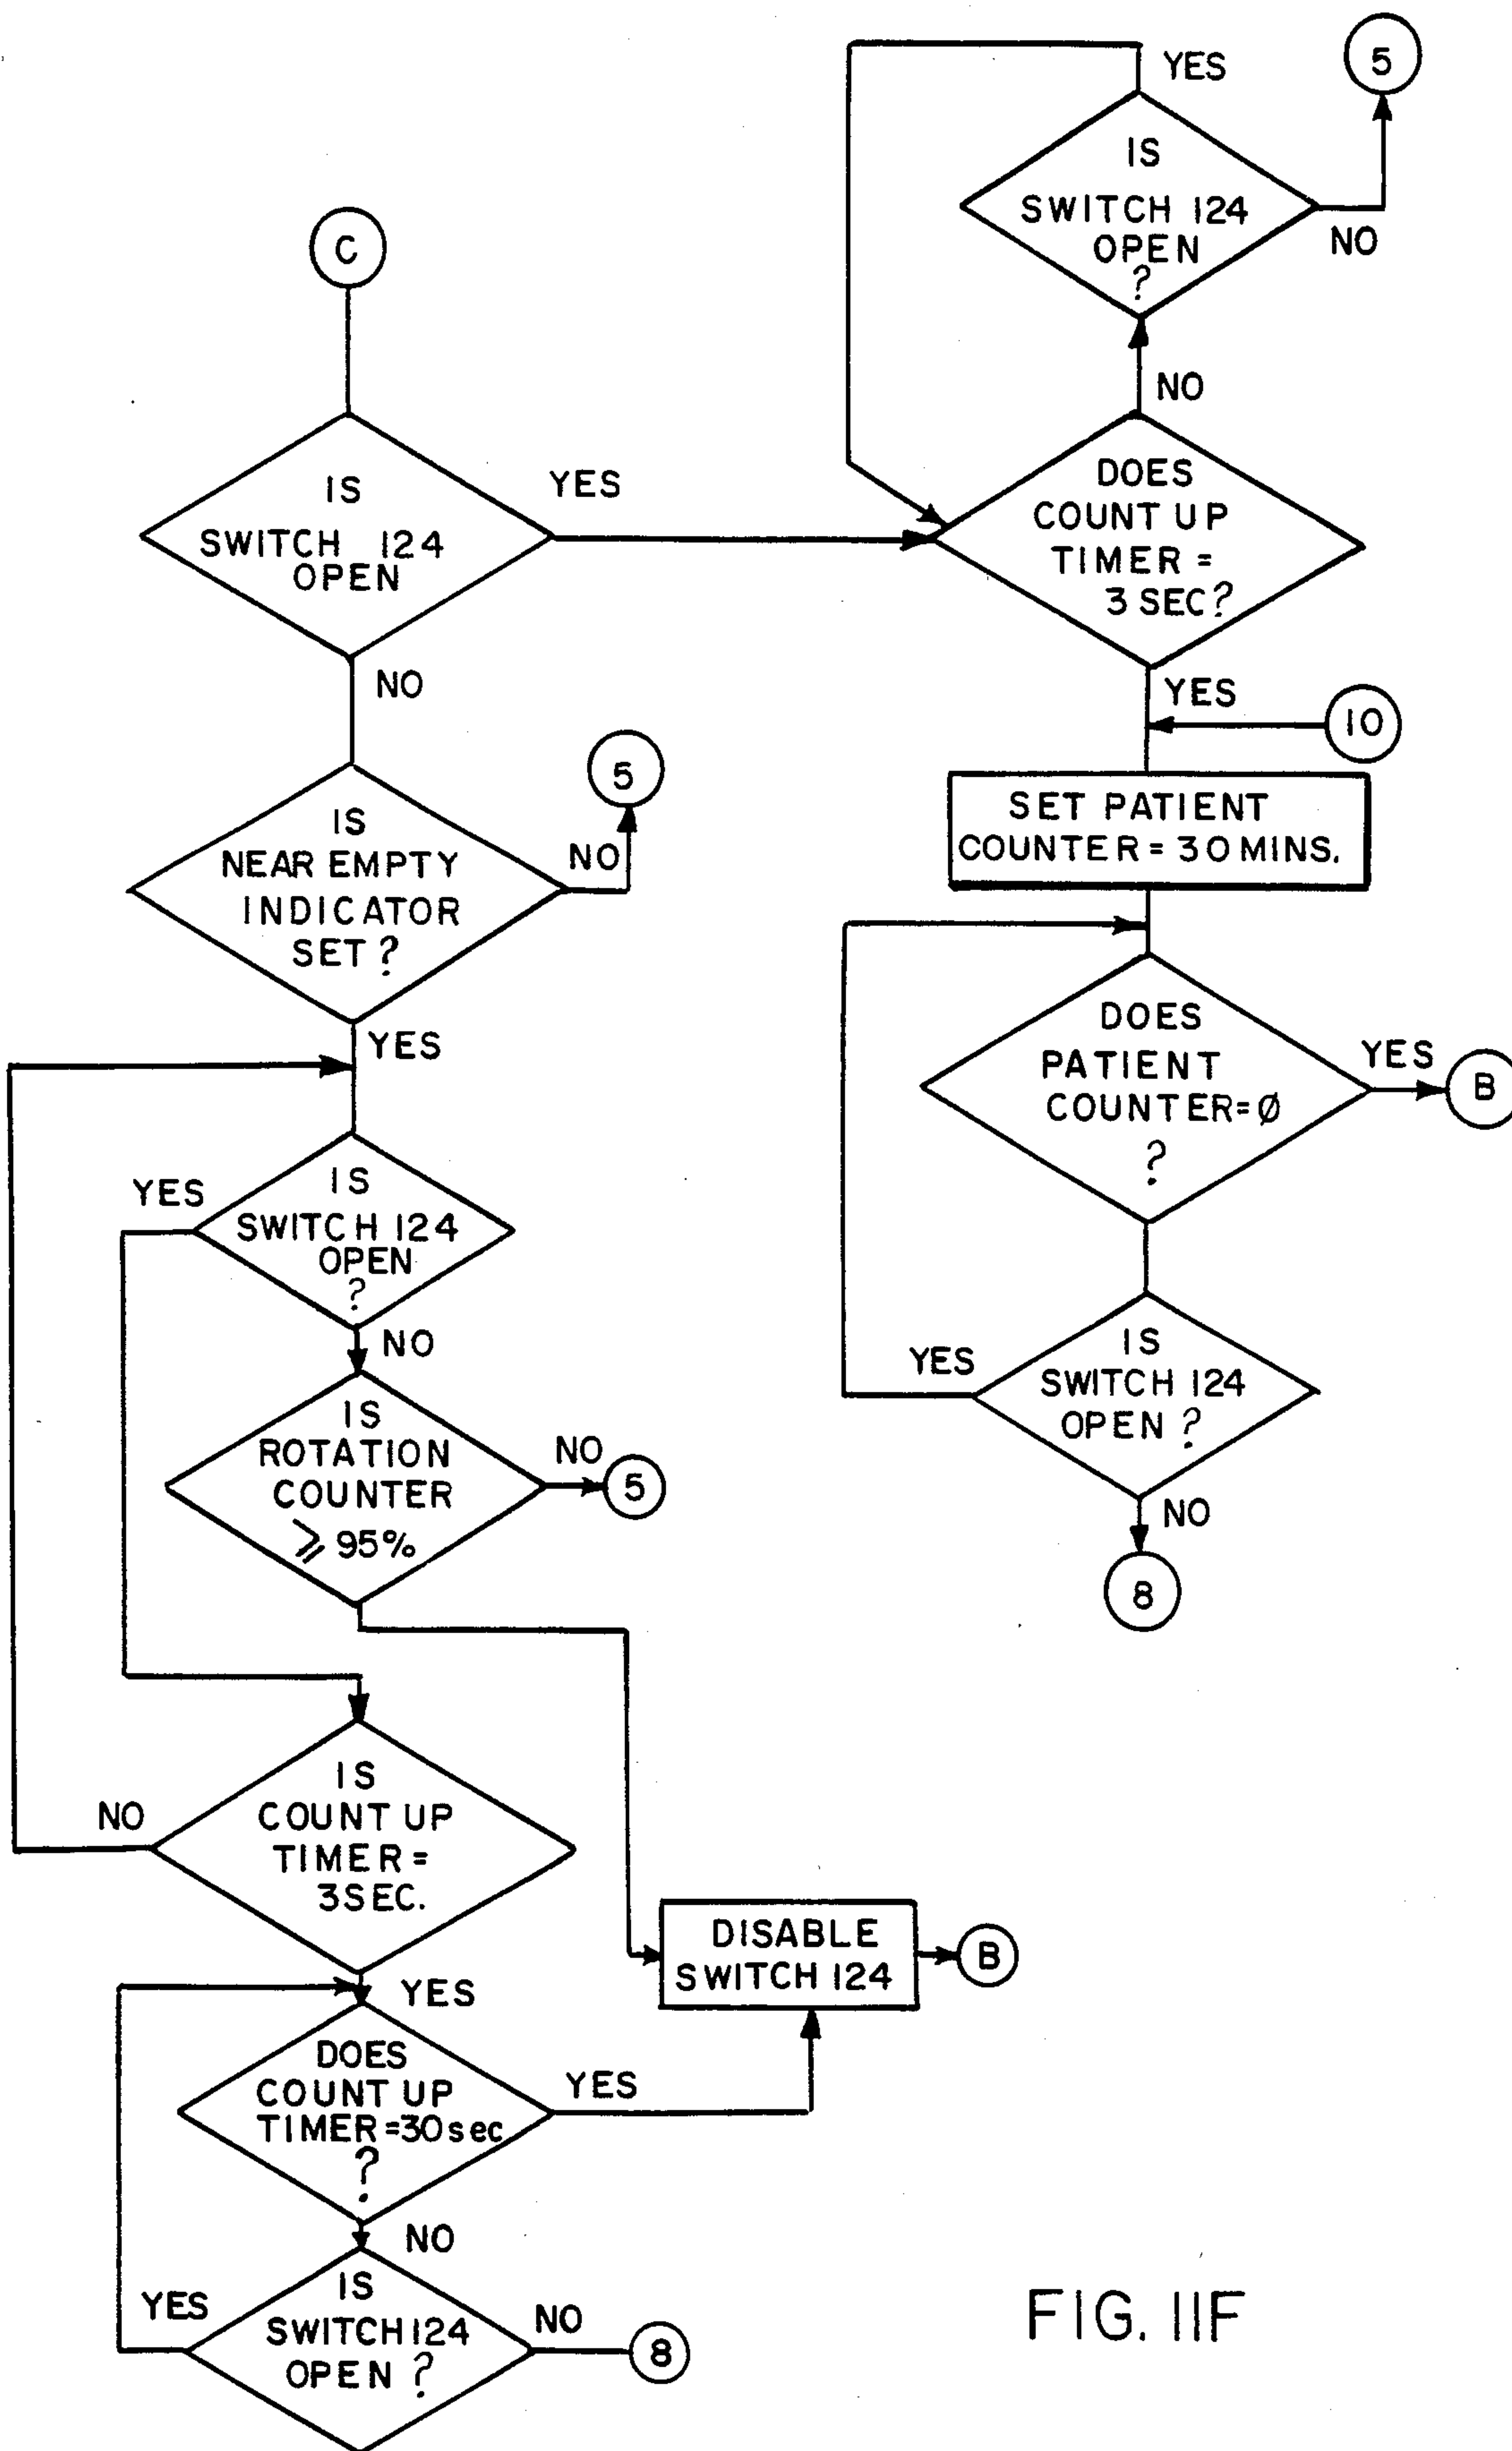 C
IS
SWITCH 124
OPEN
YES
NO
IS
NEAR EMPTY
INDICATOR
SET?
NO
5
YES
IS
SWITCH 124
OPEN
?
YES
NO
IS
ROTATION
COUNTER
⩾ 95%
NO
5
IS
COUNT UP
TIMER =
3SEC.
NO
YES
DOES
COUNT UP
TIMER=30sec
?
YES
DISABLE
SWITCH 124
B
NO
IS
SWITCH 124
OPEN ?
YES
NO
8
YES
5
IS
SWITCH 124
OPEN
?
NO
NO
DOES
COUNT UP
TIMER =
3 SEC?
YES
10
SET PATIENT
COUNTER = 30 MINS.
DOES
PATIENT
COUNTER=Ø
?
YES
B
IS
SWITCH 124
OPEN ?
YES
NO
8
FIG. 11F